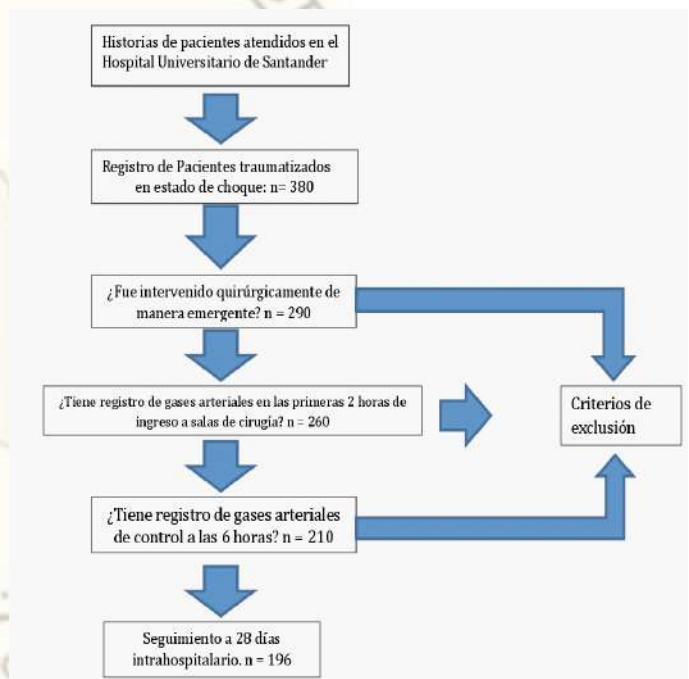 Historias de pacientes atendidos en el
Hospital Universitario de Santander
Registro de Pacientes traumatizados
en estado de choque: n= 380
¿Fue intervenido quirúrgicamente de
manera emergente? n = 290
¿Tiene registro de gases arteriales en las primeras 2 horas de
ingreso a salas de cirugía? n = 260
Criterios de
exclusión
¿Tiene registro de gases arteriales
de control a las 6 horas? n = 210
Seguimiento a 28 días
intrahospitalario. n = 196